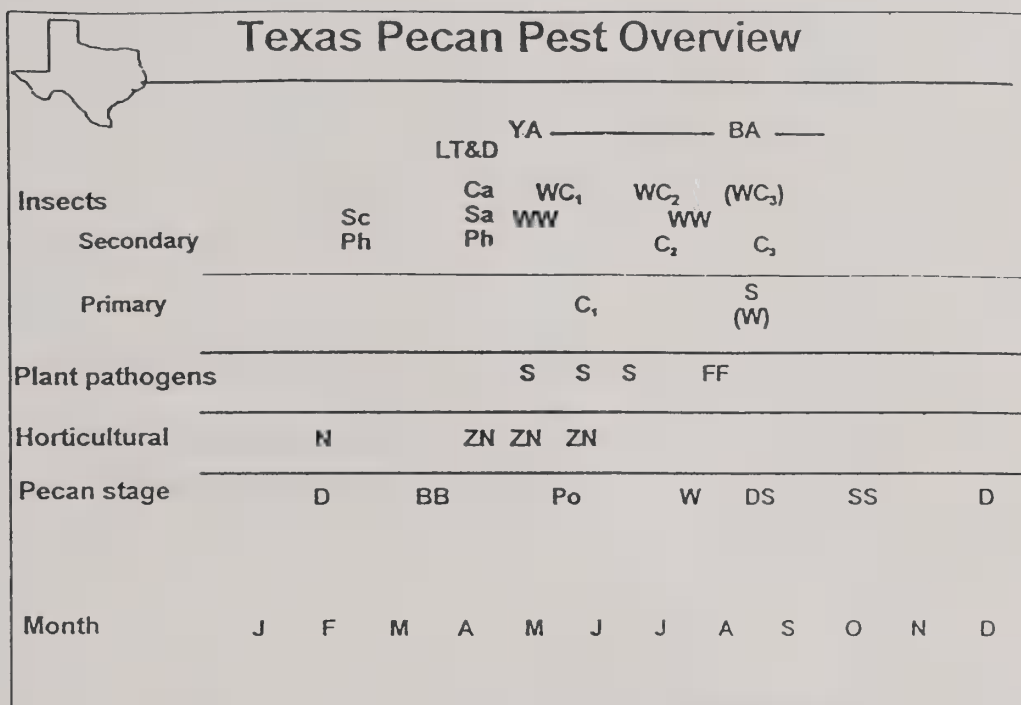 Texas Pecan Pest Overview
YA BA
LT&D
Insects Ca WC₁ WC₂ (WC₃)
Sc Sa WW WW
Secondary Ph Ph C₂ C₃
Primary C₁ S
(W)
Plant pathogens S S S FF
Horticultural N ZN ZN ZN
Pecan stage D BB Po W DS SS D
Month J F M A M J J A S O N D